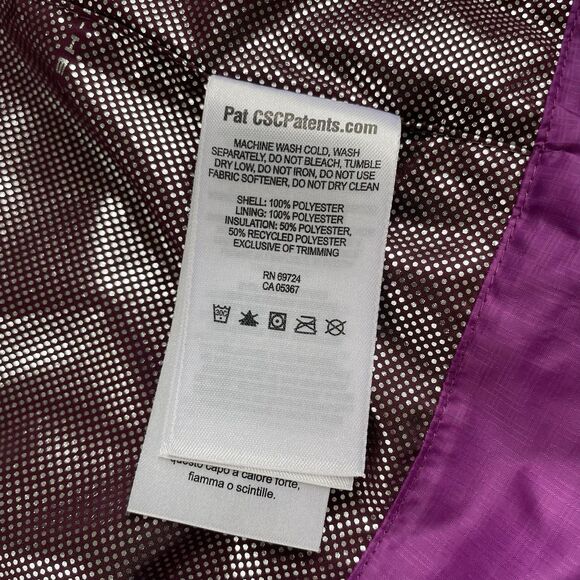 Pat CSCPatents.com
MACHINE WASH COLD, WASH
SEPARATELY, DO NOT BLEACH, TUMBLE
DRY LOW, DO NOT IRON, DO NOT USE
FABRIC SOFTENER, DO NOT DRY CLEAN
SHELL: 100% POLYESTER
LINING: 100% POLYESTER
INSULATION: 50% POLYESTER,
50% RECYCLED POLYESTER
EXCLUSIVE OF TRIMMING
RN 69724
CA 05367
questo capo a calore forte,
fiamma o scintille.